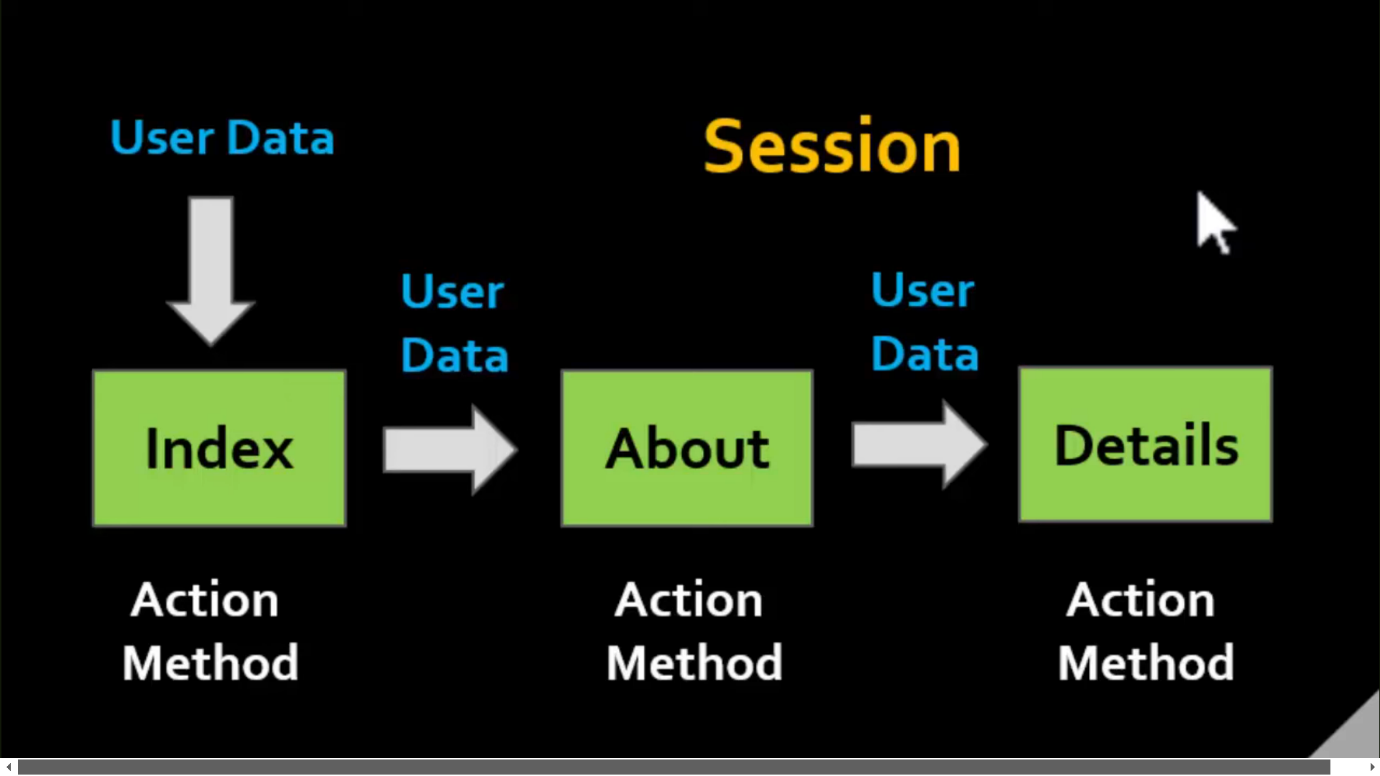 User Data
Session
User
Data
User
Data
Index
About
Details
Action
Method
Action
Method
Action
Method